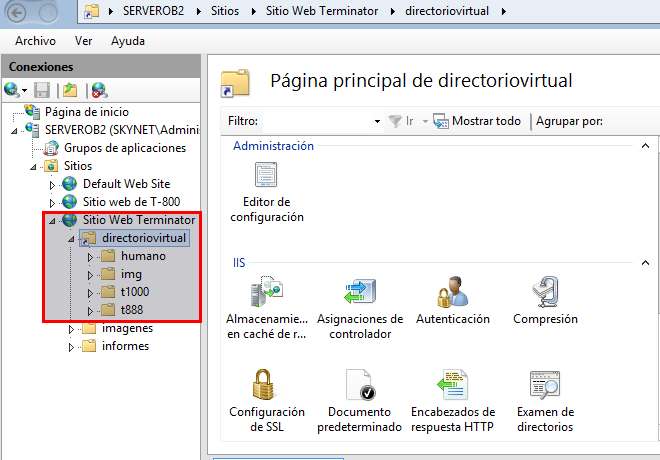 SERVEROB2 Sitios Sitio Web Terminator directoriovirtual
Archivo Ver Ayuda
Conexiones
Página de inicio
SERVEROB2 (SKYNET\Adminis
Grupos de aplicaciones
Sitios
Default Web Site
Sitio web de T-800
Sitio Web Terminator
directoriovirtual
humano
img
t1000
t888
imagenes
informes
Página principal de directoriovirtual
Filtro: Ir Mostrar todo Agrupar por:
Administración
Editor de
configuración
IIS
Almacenamie...
en caché de r...
Asignaciones de
controlador
Autenticación
Compresión
Configuración
de SSL
Documento
predeterminado
Encabezados de
respuesta HTTP
Examen de
directorios